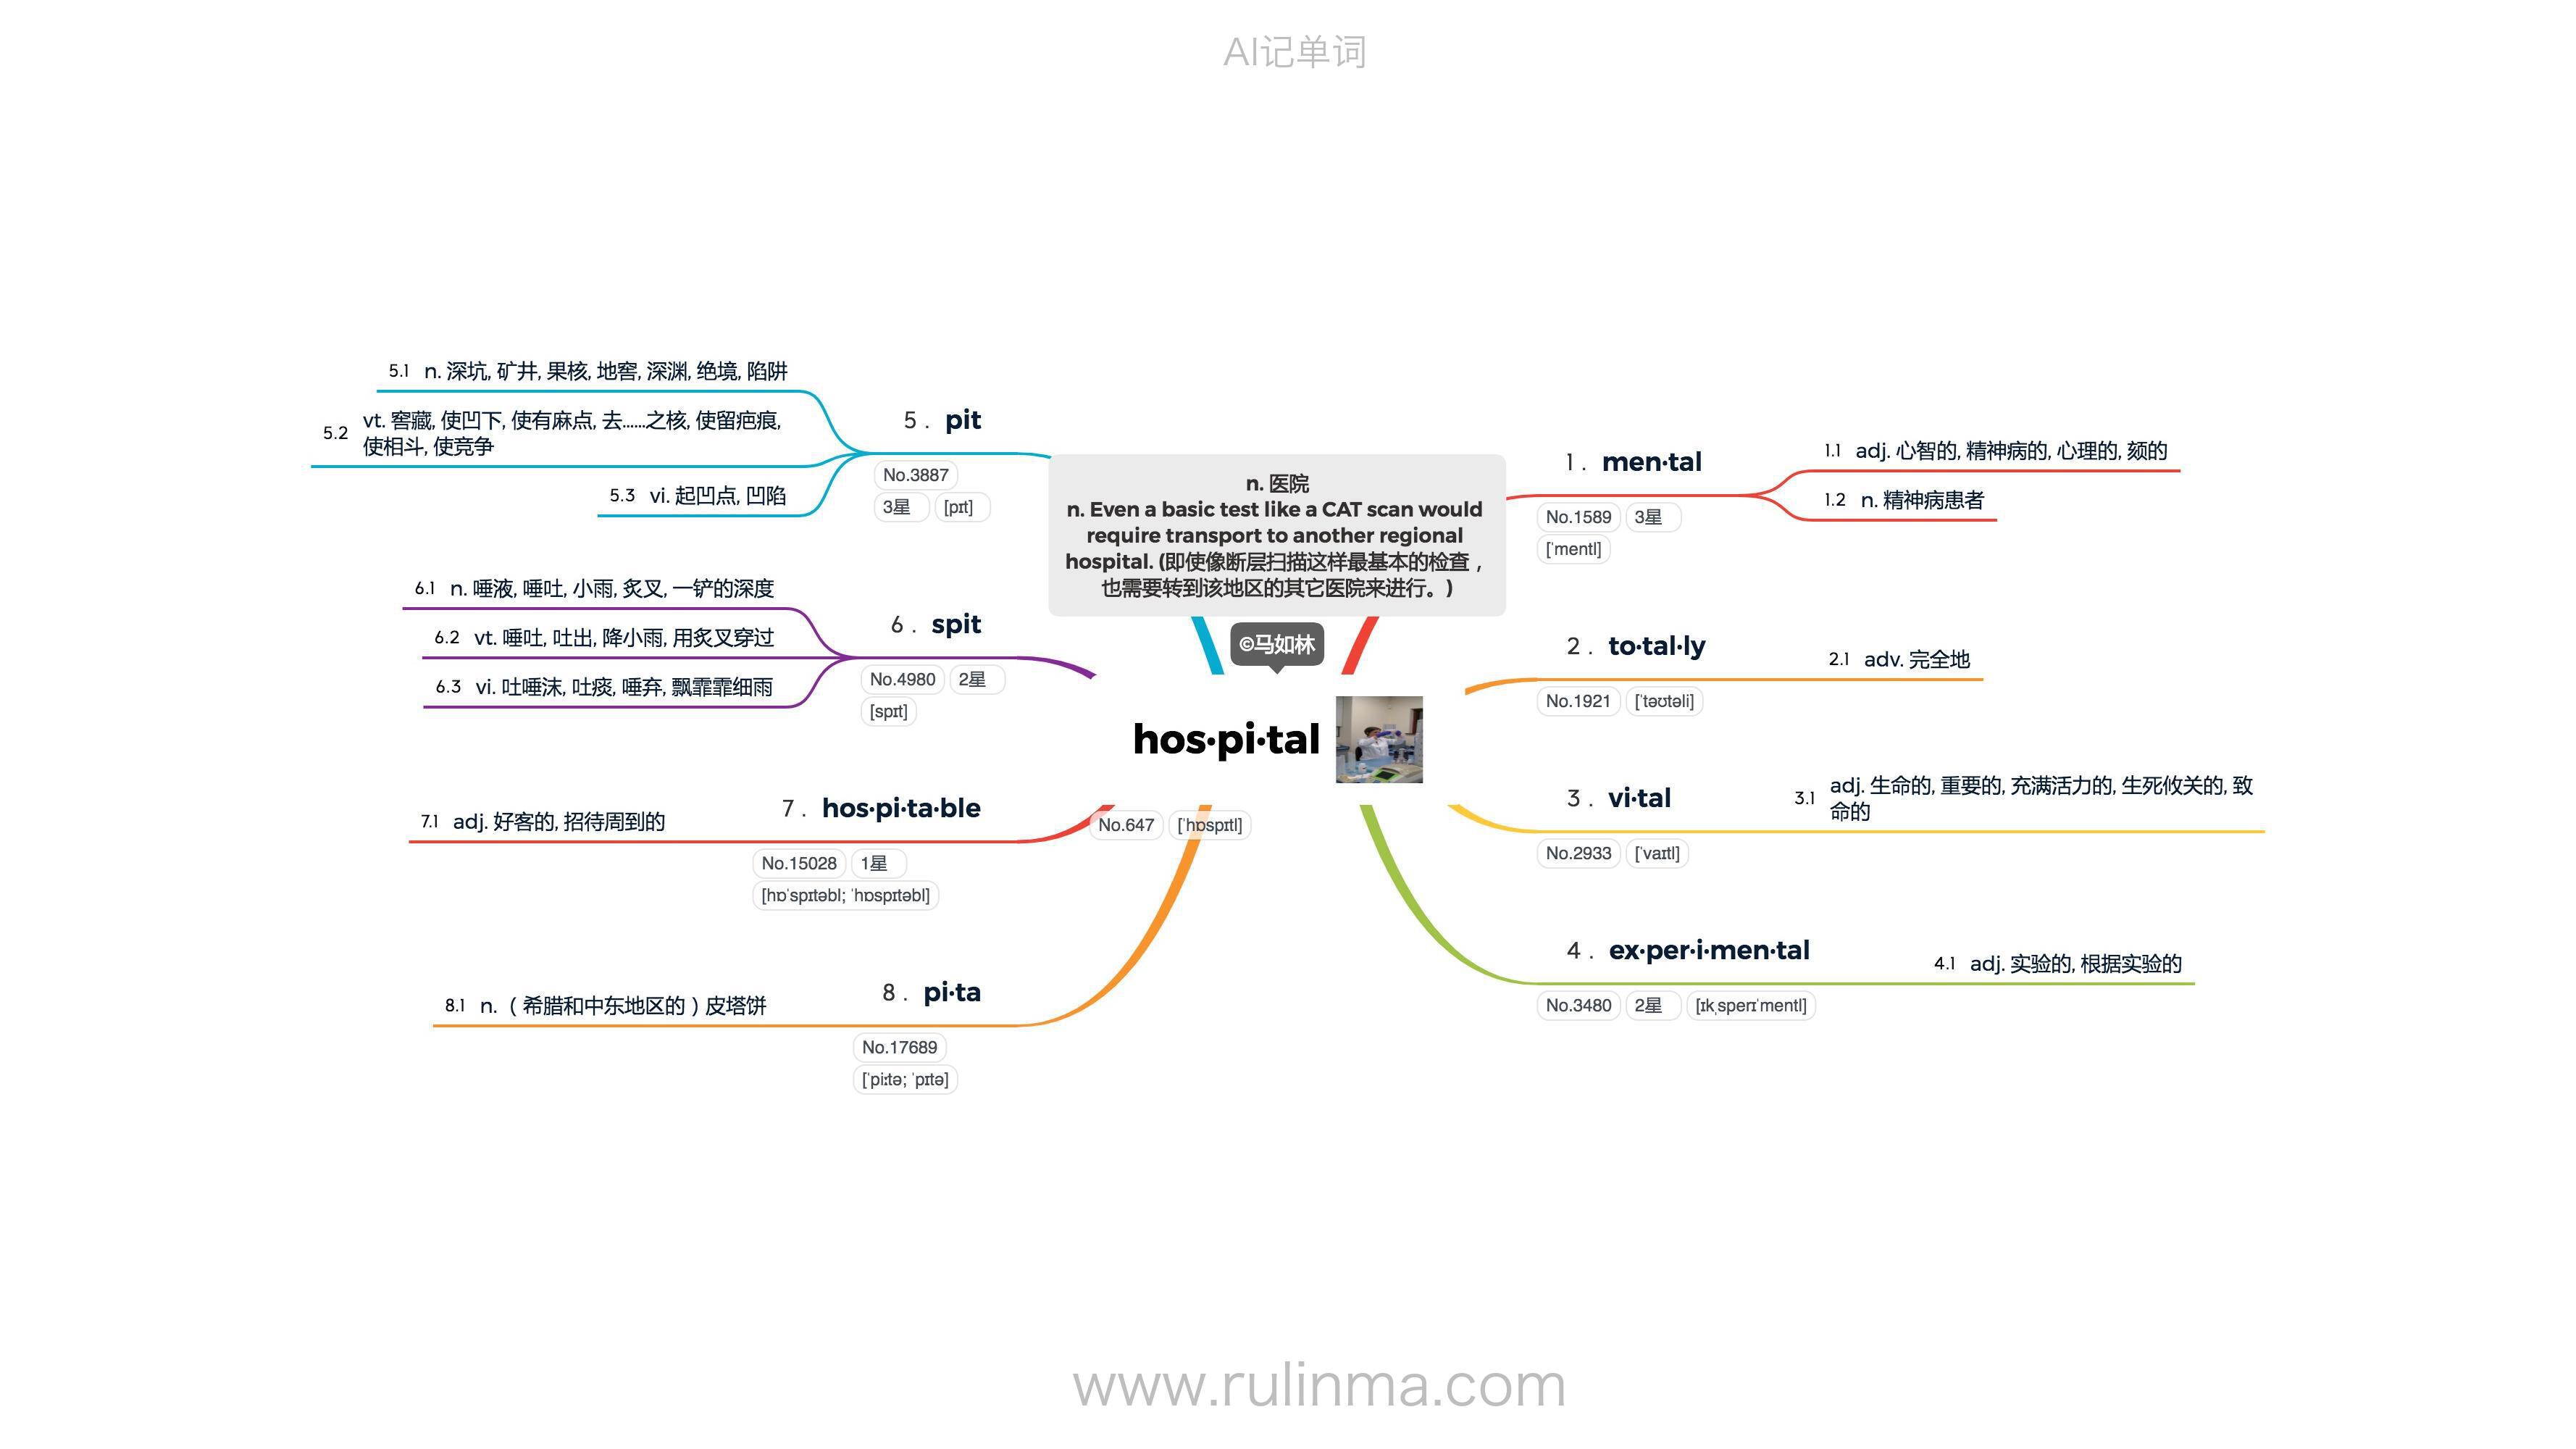 AI记单词
n. 医院
n. Even a basic test like a CAT scan would
require transport to another regional
hospital. (即使像断层扫描这样最基本的检查，
也需要转到该地区的其它医院来进行。)
©马如林
hos·pi·tal
No.647 [ˈhɒspɪtl]
1 . men·tal
No.1589 3星
[ˈmentl]
1.1 adj. 心智的, 精神病的, 心理的, 颏的
1.2 n. 精神病患者
2 . to·tal·ly
No.1921 [ˈtəʊtəli]
2.1 adv. 完全地
3 . vi·tal
No.2933 [ˈvaɪtl]
3.1 adj. 生命的, 重要的, 充满活力的, 生死攸关的, 致
命的
4 . ex·per·i·men·tal
No.3480 2星 [ɪkˌsperɪˈmentl]
4.1 adj. 实验的, 根据实验的
5 . pit
No.3887
3星 [pɪt]
5.1 n. 深坑, 矿井, 果核, 地窖, 深渊, 绝境, 陷阱
5.2 vt. 窖藏, 使凹下, 使有麻点, 去……之核, 使留疤痕,
使相斗, 使竞争
5.3 vi. 起凹点, 凹陷
6 . spit
No.4980 2星
[spɪt]
6.1 n. 唾液, 唾吐, 小雨, 炙叉, 一铲的深度
6.2 vt. 唾吐, 吐出, 降小雨, 用炙叉穿过
6.3 vi. 吐唾沫, 吐痰, 唾弃, 飘霏霏细雨
7 . hos·pi·ta·ble
No.15028 1星
[hɒˈspɪtəbl; ˈhɒspɪtəbl]
7.1 adj. 好客的, 招待周到的
8 . pi·ta
No.17689
[ˈpiːtə; ˈpɪtə]
8.1 n.（希腊和中东地区的）皮塔饼
www.rulinma.com